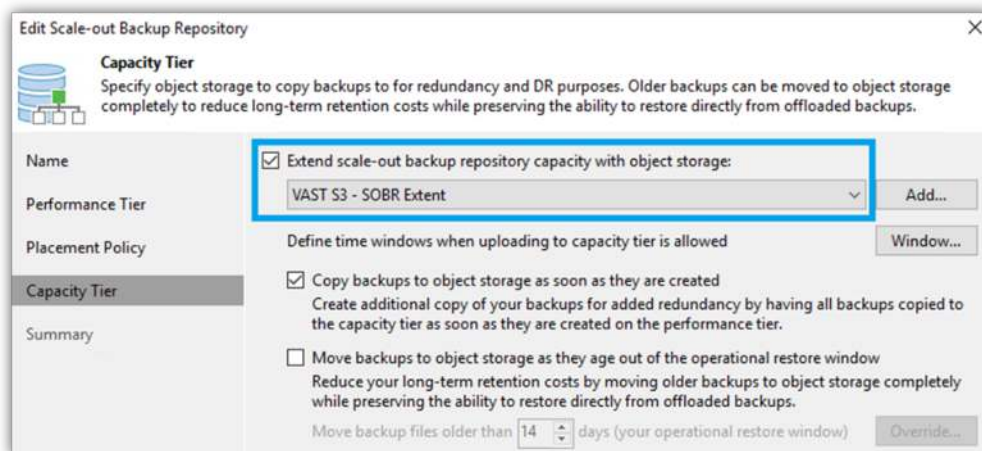 Edit Scale-out Backup Repository
Capacity Tier
Specify object storage to copy backups to for redundancy and DR purposes. Older backups can be moved to object storage
completely to reduce long-term retention costs while preserving the ability to restore directly from offloaded backups.
Name
Performance Tier
Placement Policy
Capacity Tier
Summary
Extend scale-out backup repository capacity with object storage:
VAST S3 - SOBR Extent
Add...
Define time windows when uploading to capacity tier is allowed
Window...
Copy backups to object storage as soon as they are created
Create additional copy of your backups for added redundancy by having all backups copied to
the capacity tier as soon as they are created on the performance tier.
Move backups to object storage as they age out of the operational restore window
Reduce your long-term retention costs by moving older backups to object storage completely
while preserving the ability to restore directly from offloaded backups.
Move backup files older than 14 days (your operational restore window)
Override...